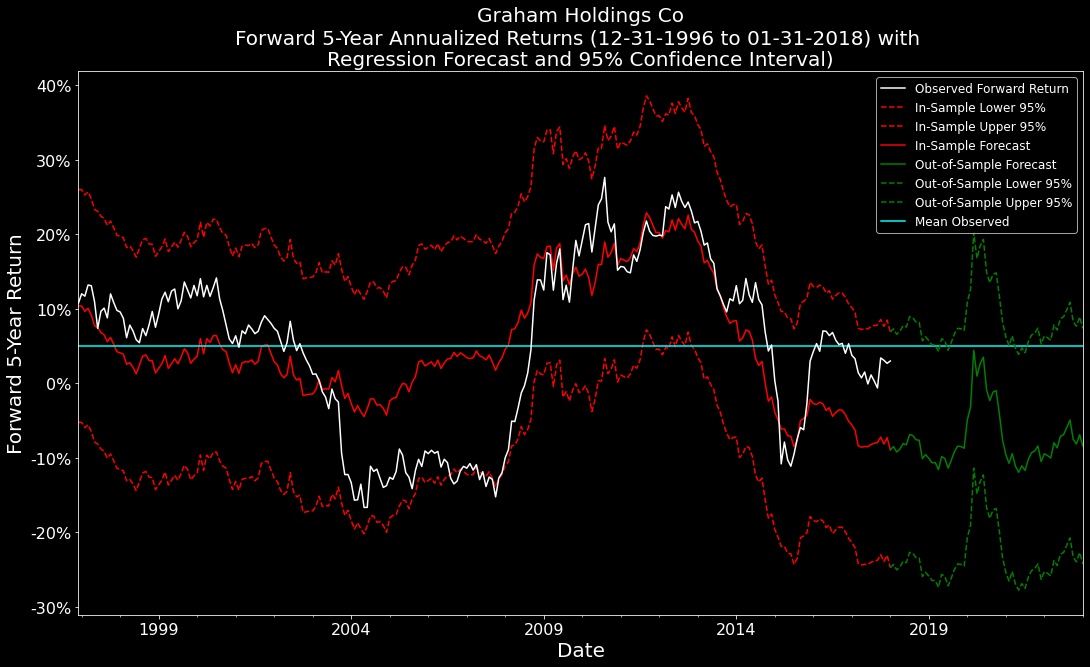 Graham Holdings Co
Forward 5-Year Annualized Returns (12-31-1996 to 01-31-2018) with
Regression Forecast and 95% Confidence Interval)
Forward 5-Year Return
40%
30%
20%
10%
0%
-10%
-20%
-30%
Observed Forward Return
In-Sample Lower 95%
In-Sample Upper 95%
In-Sample Forecast
Out-of-Sample Forecast
Out-of-Sample Lower 95%
Out-of-Sample Upper 95%
Mean Observed
1999
2004
2009
2014
2019
Date